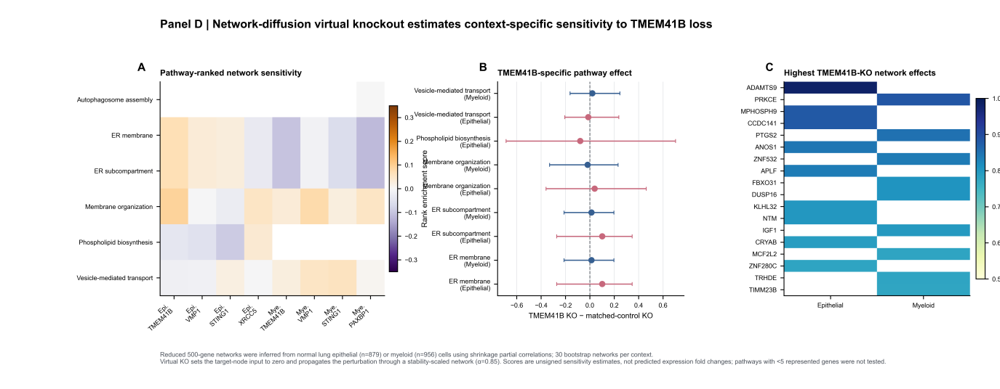 Panel D | Network-diffusion virtual knockout estimates context-specific sensitivity to TMEM41B loss
A
Pathway-ranked network sensitivity
Autophagosome assembly
ER membrane
ER subcompartment
Membrane organization
Phospholipid biosynthesis
Vesicle-mediated transport
Epi.
TMEM41B
Epi.
VMP1
Epi.
STING1
Epi.
XRCC5
Mye.
TMEM41B
Mye.
VMP1
Mye.
STING1
Mye.
PAXBP1
0.3
0.2
0.1
0.0
−0.1
−0.2
−0.3
Rank enrichment score
B
TMEM41B-specific pathway effect
Vesicle-mediated transport
(Myeloid)
Vesicle-mediated transport
(Epithelial)
Phospholipid biosynthesis
(Epithelial)
Membrane organization
(Myeloid)
Membrane organization
(Epithelial)
ER subcompartment
(Myeloid)
ER subcompartment
(Epithelial)
ER membrane
(Myeloid)
ER membrane
(Epithelial)
−0.6 −0.4 −0.2 0.0 0.2 0.4 0.6
TMEM41B KO − matched-control KO
C
Highest TMEM41B-KO network effects
ADAMTS9
PRKCE
MPHOSPH9
CCDC141
PTGS2
ANOS1
ZNF532
APLF
FBXO31
DUSP16
KLHL32
NTM
IGF1
CRYAB
MCF2L2
ZNF280C
TRHDE
TIMM23B
Epithelial Myeloid
1.0
0.9
0.8
0.7
0.6
0.5
Reduced 500-gene networks were inferred from normal lung epithelial (n=879) or myeloid (n=956) cells using shrinkage partial correlations; 30 bootstrap networks per context.
Virtual KO sets the target-node input to zero and propagates the perturbation through a stability-scaled network (α=0.85). Scores are unsigned sensitivity estimates, not predicted expression fold changes; pathways with <5 represented genes were not tested.